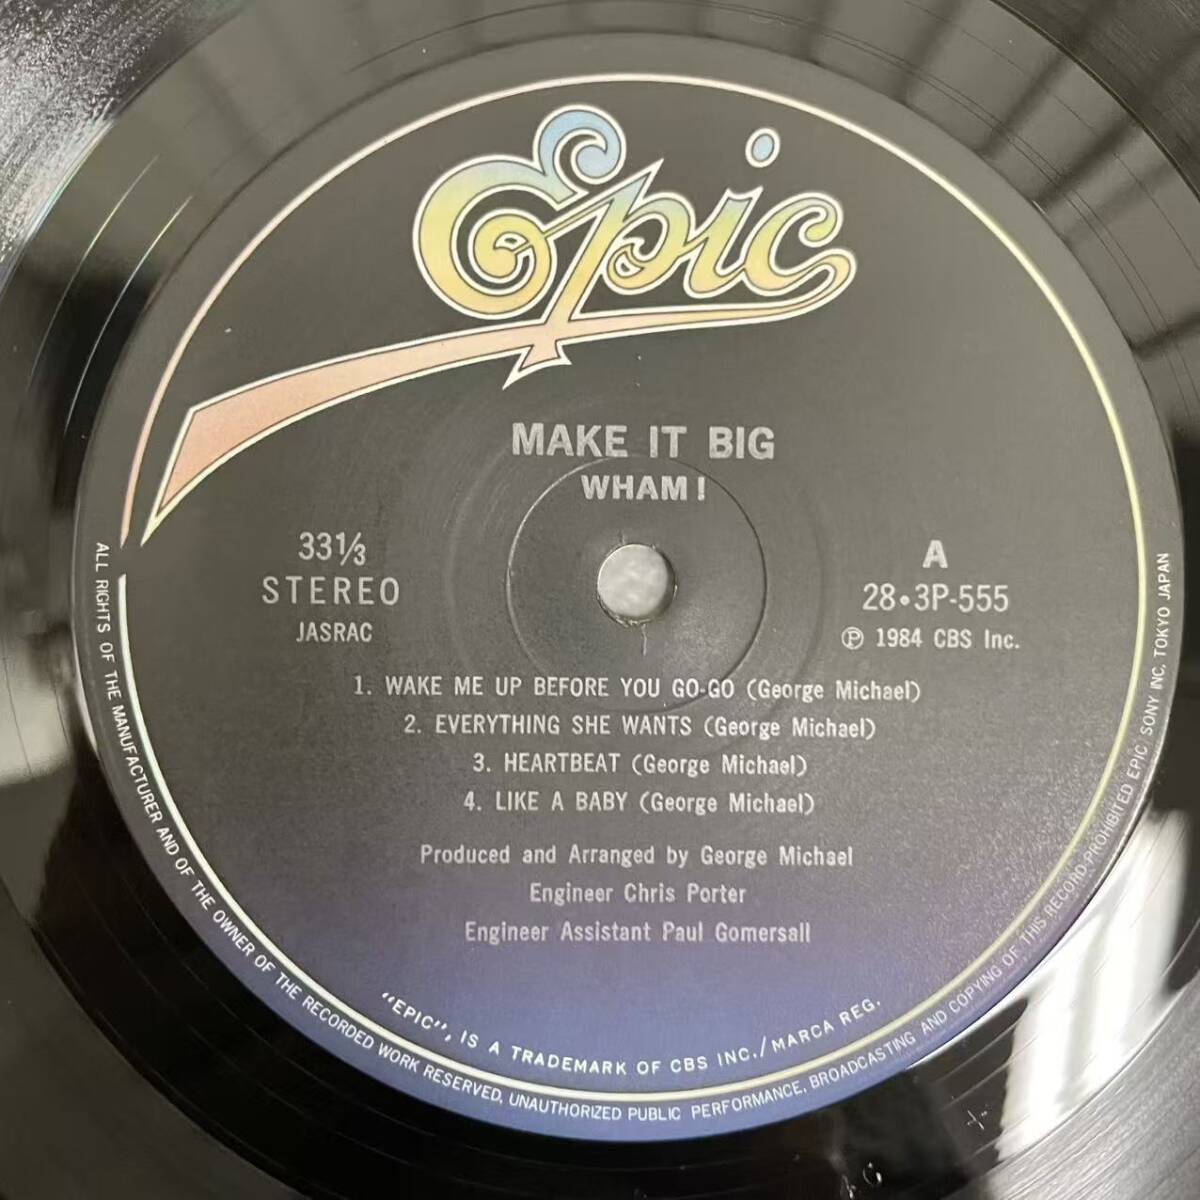 Epic
MAKE IT BIG
WHAM!
33⅓
STEREO
JASRAC
A
28•3P-555
Ⓟ 1984 CBS Inc.
1. WAKE ME UP BEFORE YOU GO-GO (George Michael)
2. EVERYTHING SHE WANTS (George Michael)
3. HEARTBEAT (George Michael)
4. LIKE A BABY (George Michael)
Produced and Arranged by George Michael
Engineer Chris Porter
Engineer Assistant Paul Gomersall
"EPIC", IS A TRADEMARK OF CBS INC./MARCA REG.
ALL RIGHTS OF THE MANUFACTURER AND OF THE OWNER OF THE RECORDED WORK RESERVED, UNAUTHORIZED PUBLIC PERFORMANCE, BROADCASTING AND COPYING OF THIS RECORD PROHIBITED EPIC SONY INC, TOKYO JAPAN